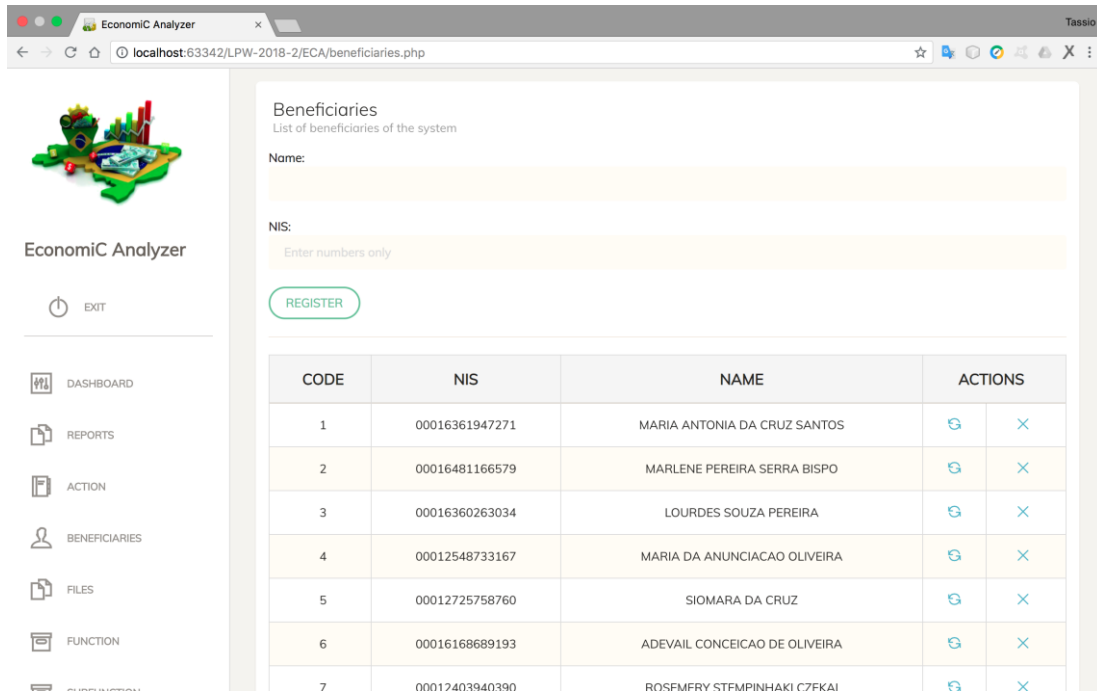 EconomiC Analyzer
Tassio
localhost:63342/LPW-2018-2/ECA/beneficiaries.php
EconomiC Analyzer
EXIT
DASHBOARD
REPORTS
ACTION
BENEFICIARIES
FILES
FUNCTION
SUBFUNCTION
Beneficiaries
List of beneficiaries of the system
Name:
NIS:
Enter numbers only
REGISTER
CODE NIS NAME ACTIONS
1 00016361947271 MARIA ANTONIA DA CRUZ SANTOS
2 00016481166579 MARLENE PEREIRA SERRA BISPO
3 00016360263034 LOURDES SOUZA PEREIRA
4 00012548733167 MARIA DA ANUNCIACAO OLIVEIRA
5 00012725758760 SIOMARA DA CRUZ
6 00016168689193 ADEVAIL CONCEICAO DE OLIVEIRA
7 00012403940390 ROSEMERY STEMPINHAKI CZEKAL